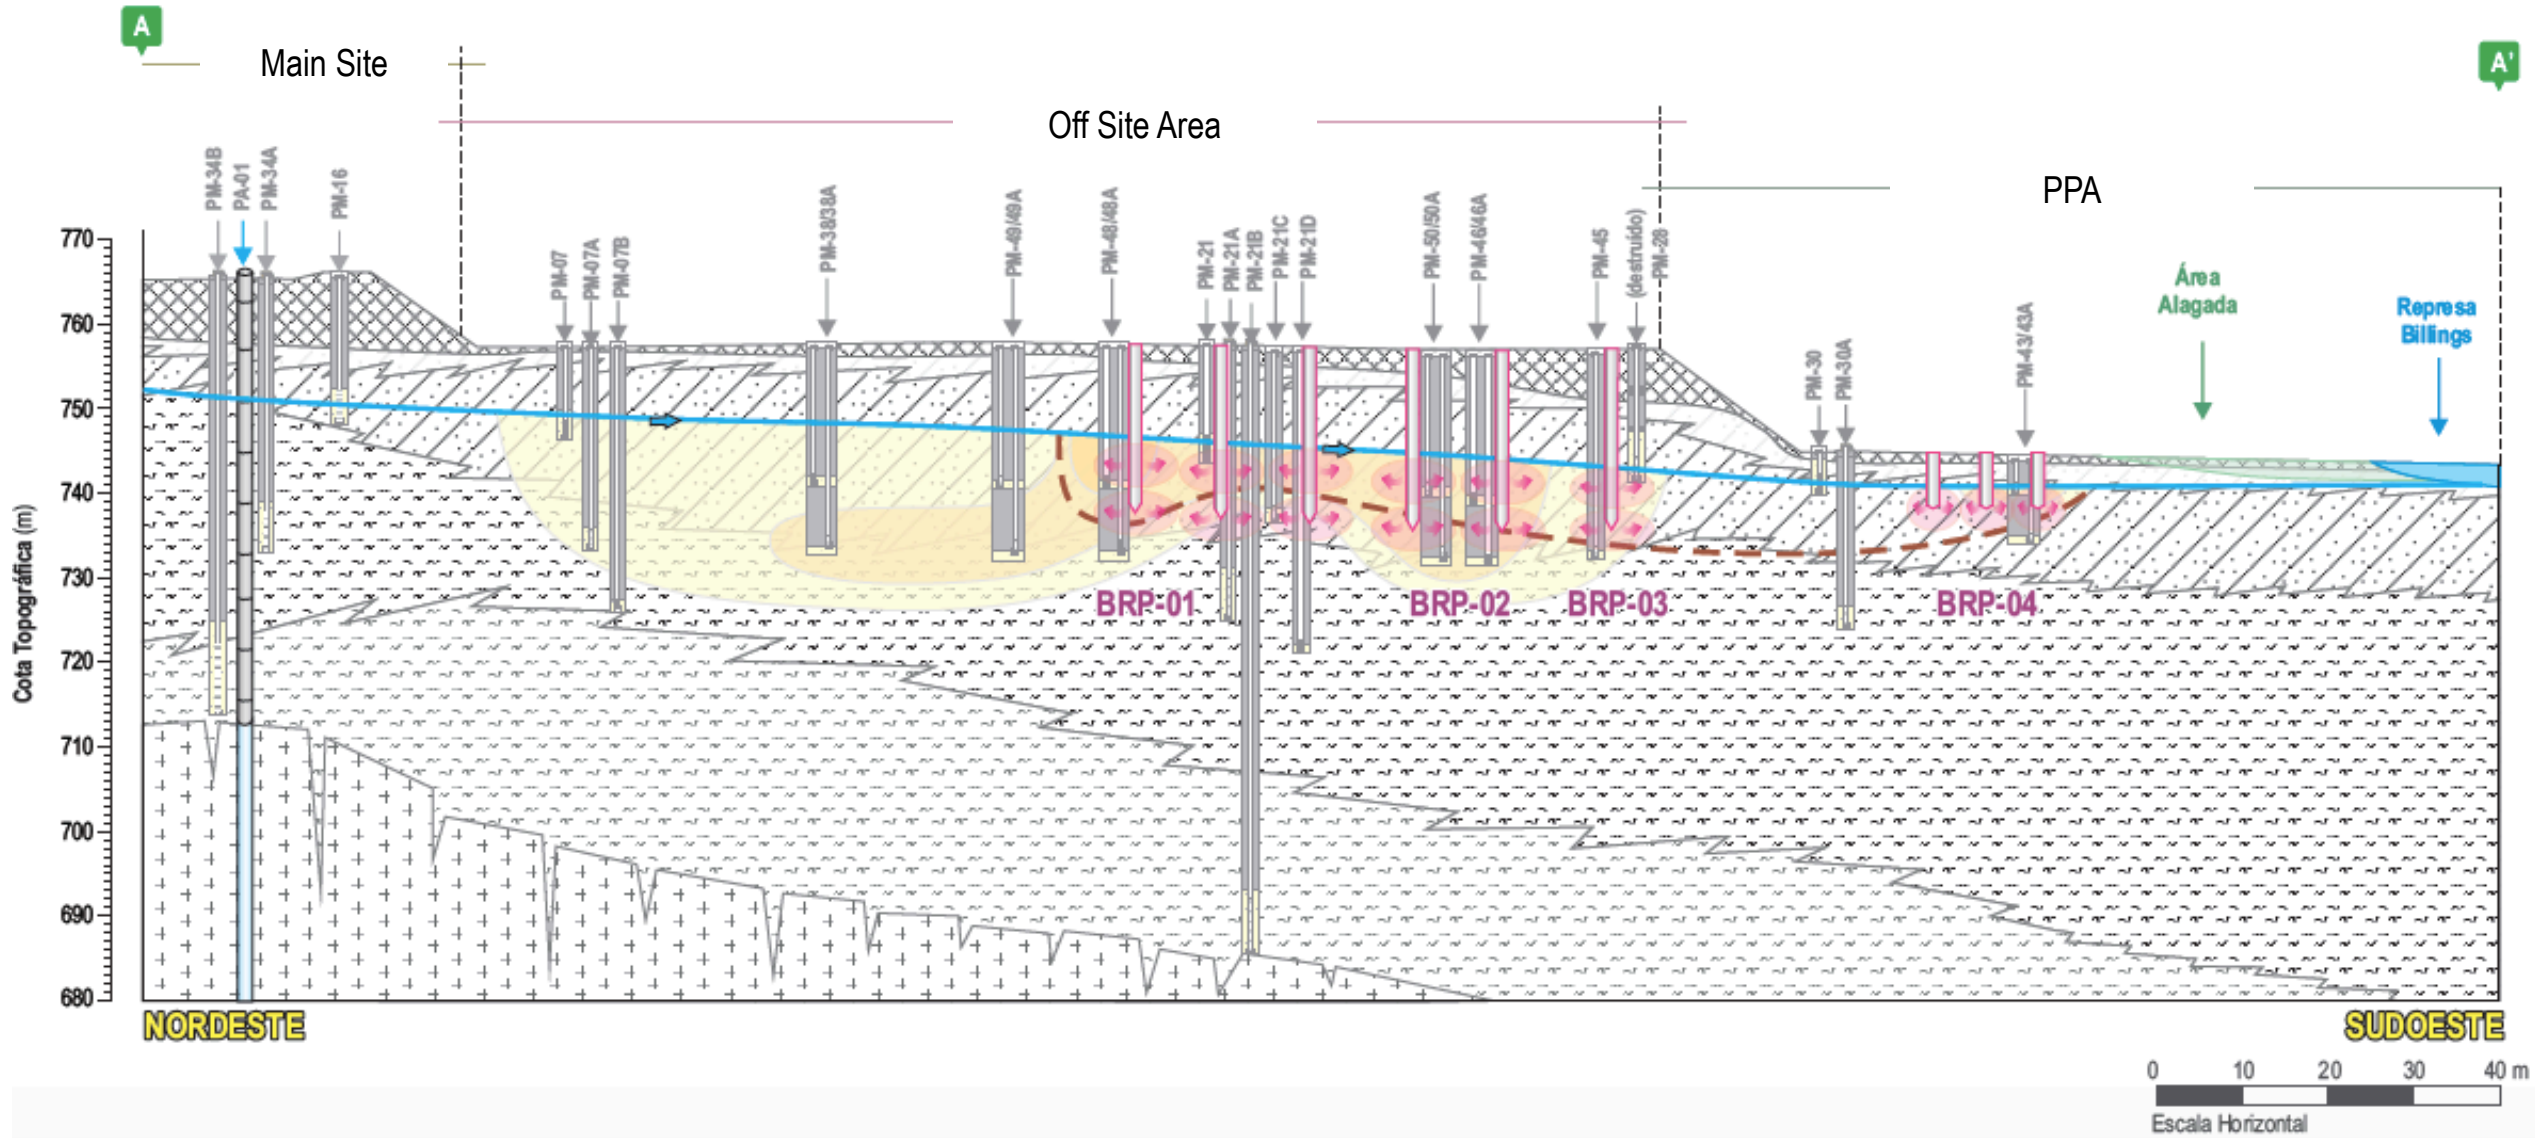 A
A'
Main Site
Off Site Area
PPA
PM-34B
PA-01
PM-34A
PM-16
PM-07
PM-07A
PM-07B
PM-38/38A
PM-49/49A
PM-48/48A
PM-21
PM-21A
PM-21B
PM-21C
PM-21D
PM-50/50A
PM-46/46A
PM-45
(destruído)
PM-28
PM-30
PM-30A
PM-43/43A
Área
Alagada
Represa
Billings
Cota Topográfica (m)
770
760
750
740
730
720
710
700
690
680
BRP-01
BRP-02
BRP-03
BRP-04
NORDESTE
SUDOESTE
0 10 20 30 40 m
Escala Horizontal